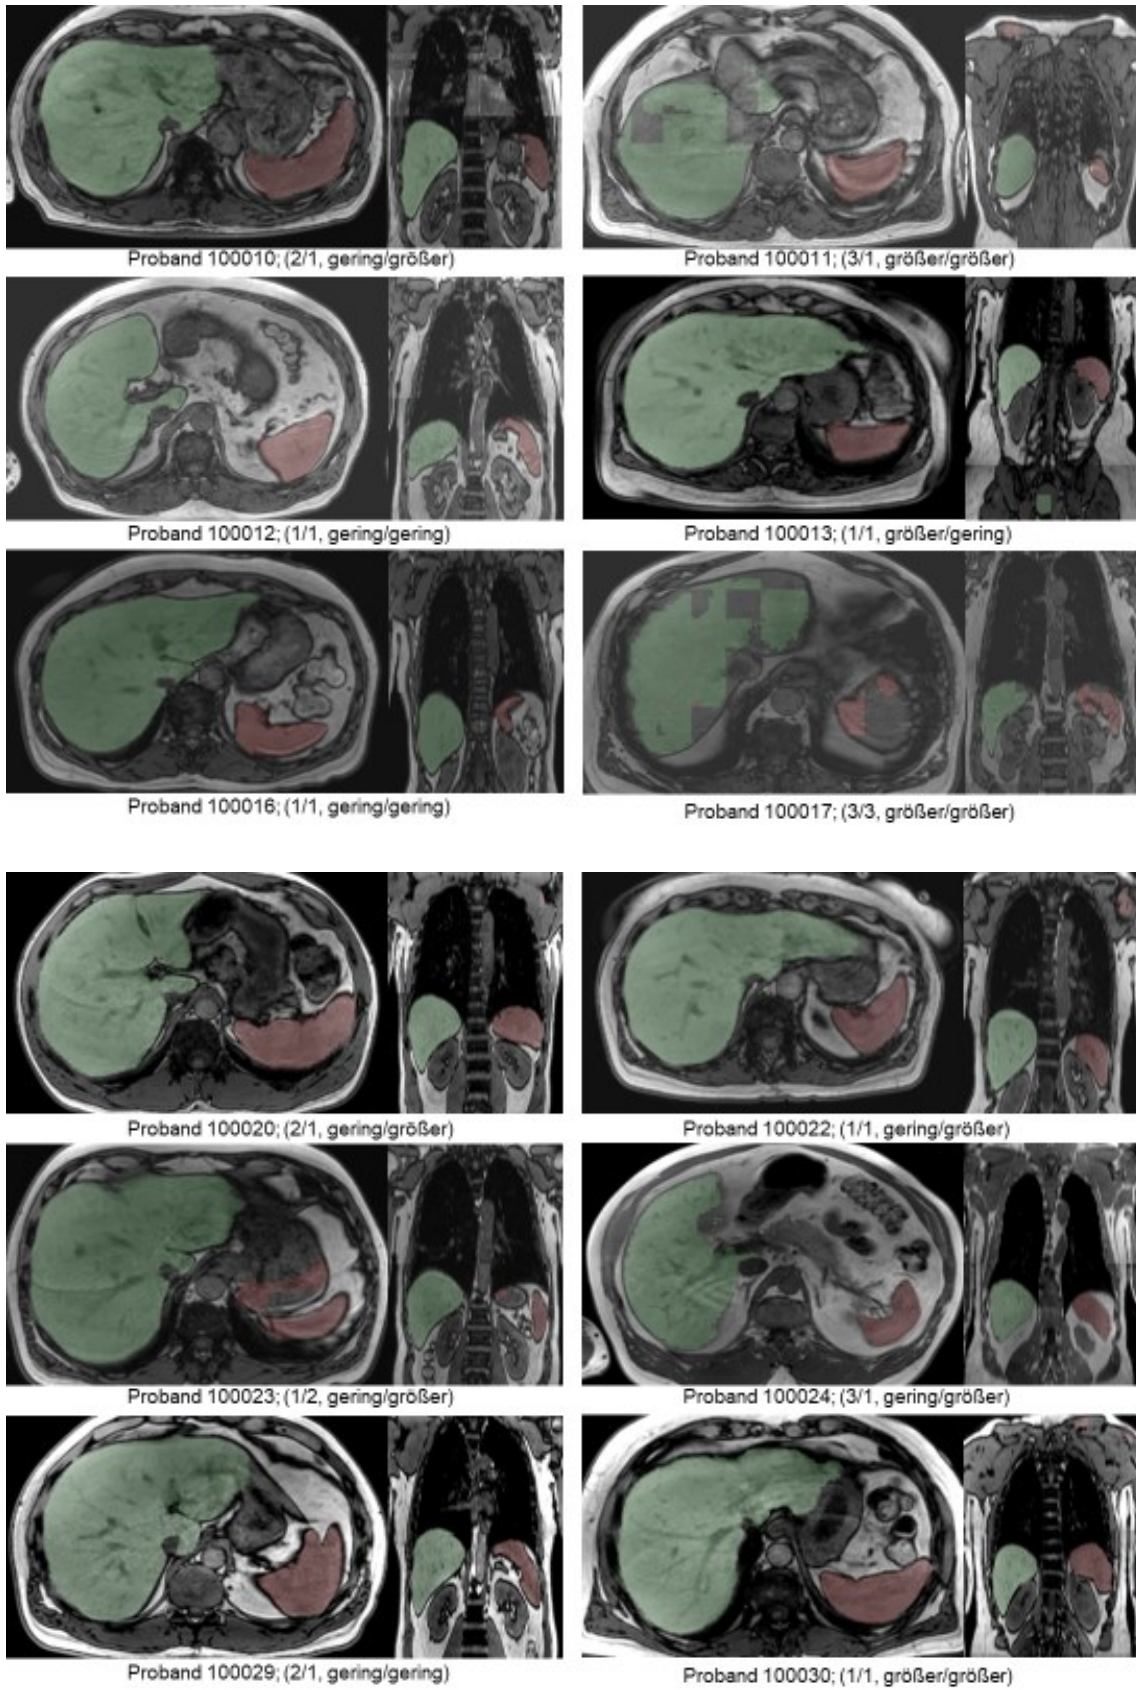 Proband 100010; (2/1, gering/größer)
Proband 100011; (3/1, größer/größer)
Proband 100012; (1/1, gering/gering)
Proband 100013; (1/1, größer/gering)
Proband 100016; (1/1, gering/gering)
Proband 100017; (3/3, größer/größer)
Proband 100020; (2/1, gering/größer)
Proband 100022; (1/1, gering/größer)
Proband 100023; (1/2, gering/größer)
Proband 100024; (3/1, gering/größer)
Proband 100029; (2/1, gering/gering)
Proband 100030; (1/1, größer/größer)